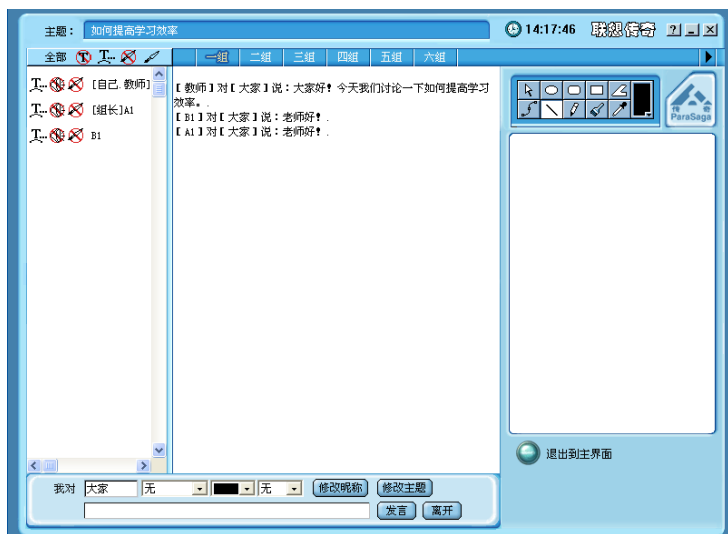 主题： 如何提高学习效率
14:17:46 联想传奇
全部 一组 二组 三组 四组 五组 六组
[自己.教师]
[组长]A1
B1
【 教师 】对【 大家 】说：大家好！今天我们讨论一下如何提高学习
效率。.
【 B1 】对【 大家 】说：老师好！.
【 A1 】对【 大家 】说：老师好！.
传 奇
ParaSaga
退出到主界面
我对 大家 无 无 修改昵称 修改主题
发言 离开